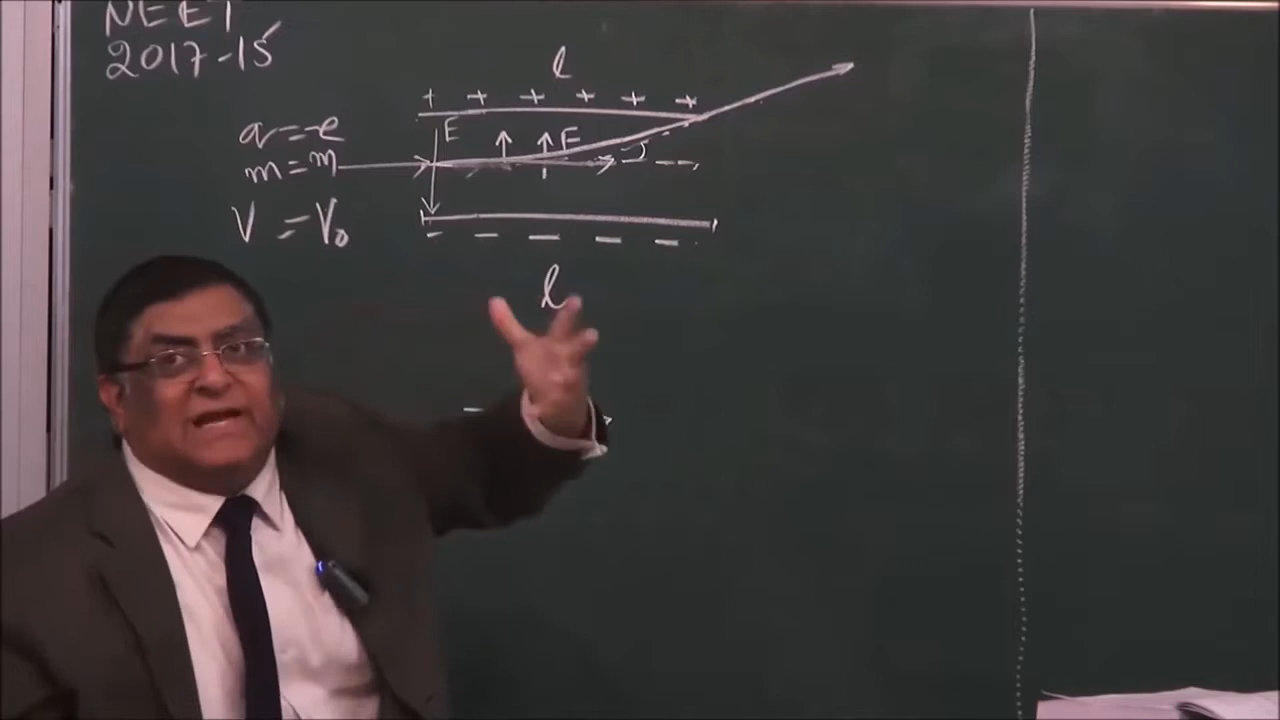 NEET
2017-15
l
+ + + + + +
q=-e
E
F
m=m
V=V₀
- - - - -
l